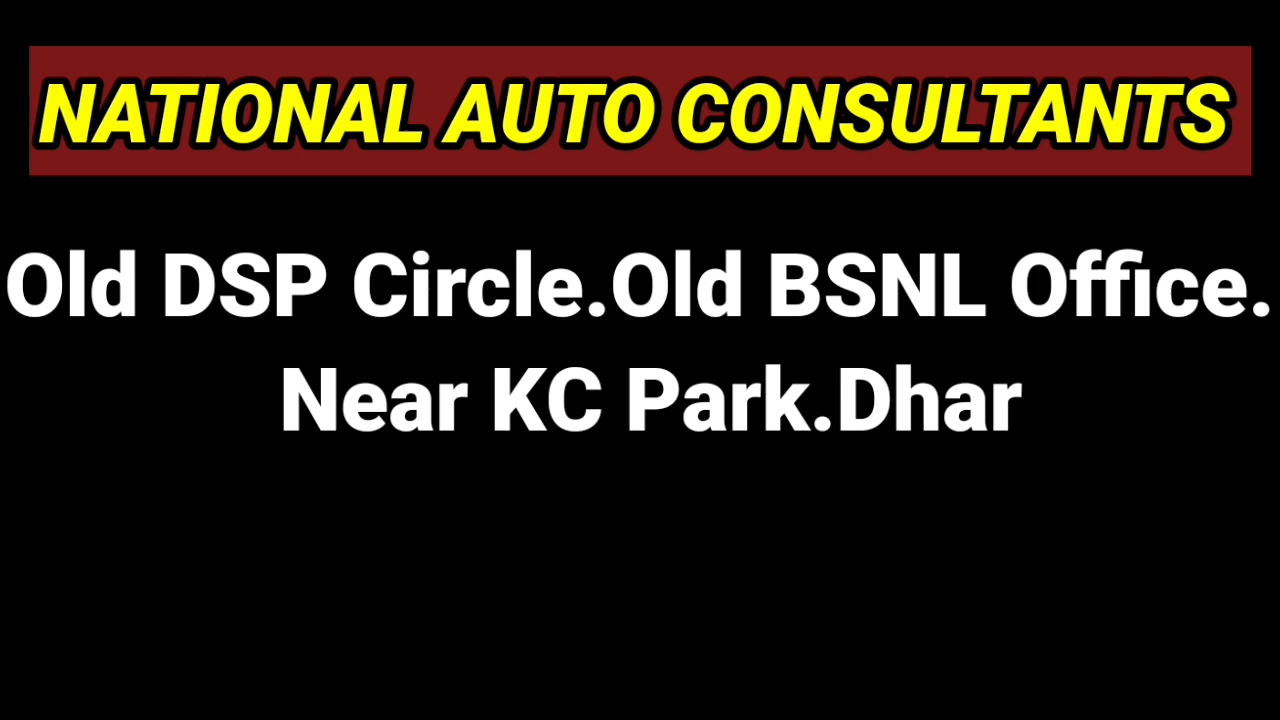 NATIONAL AUTO CONSULTANTS
Old DSP Circle.Old BSNL Office.
Near KC Park.Dhar